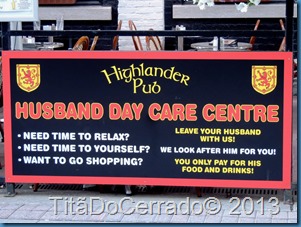 Highlander
Pub
HUSBAND DAY CARE CENTRE
• NEED TIME TO RELAX?
• NEED TIME TO YOURSELF?
• WANT TO GO SHOPPING?
LEAVE YOUR HUSBAND
WITH US!
WE LOOK AFTER HIM FOR YOU!
YOU ONLY PAY FOR HIS
FOOD AND DRINKS!
TitãDoCerrado© 2013